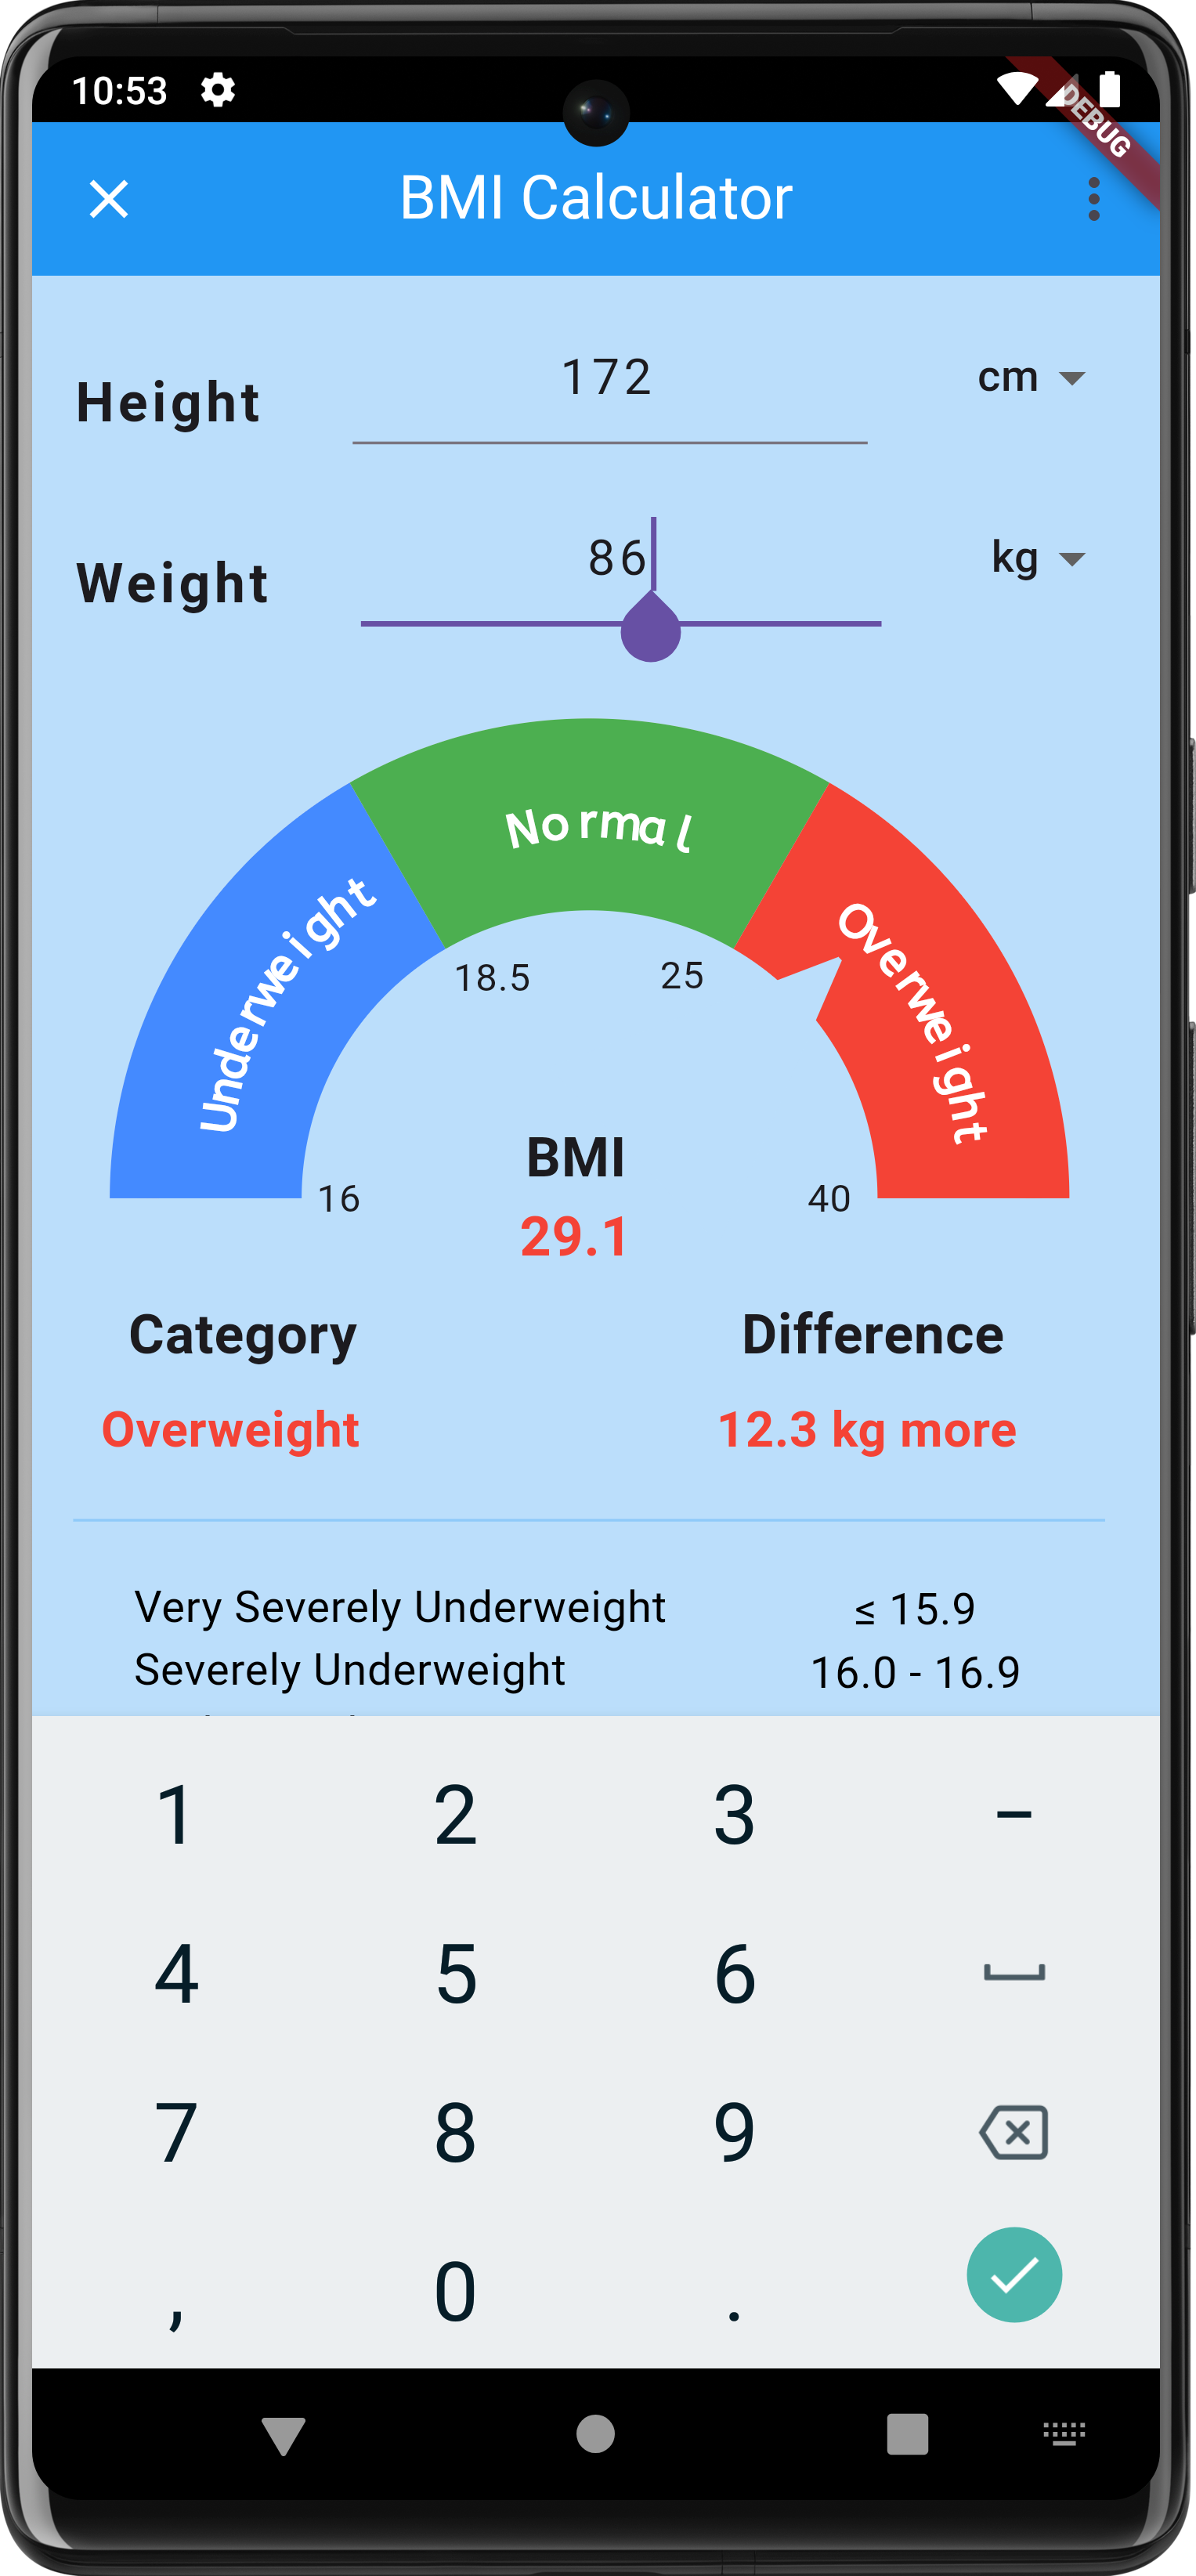 10:53
DEBUG
BMI Calculator
Height 172 cm
Weight 86 kg
Underweight Normal Overweight
18.5 25
16 40
BMI
29.1
Category Difference
Overweight 12.3 kg more
Very Severely Underweight ≤ 15.9
Severely Underweight 16.0 - 16.9
1 2 3 –
4 5 6
7 8 9
, 0 .